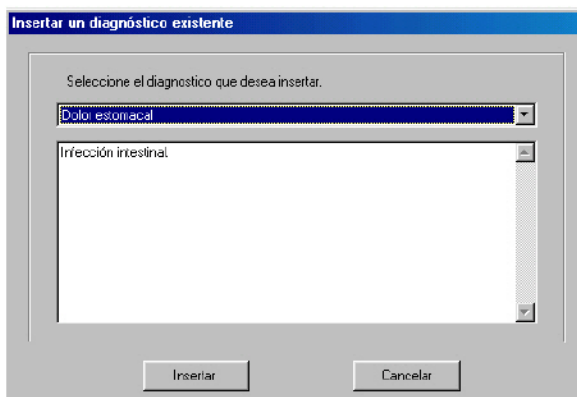 Insertar un diagnóstico existente
Seleccione el diagnostico que desea insertar.
Dolor estomacal
Infección intestinal
Insertar
Cancelar